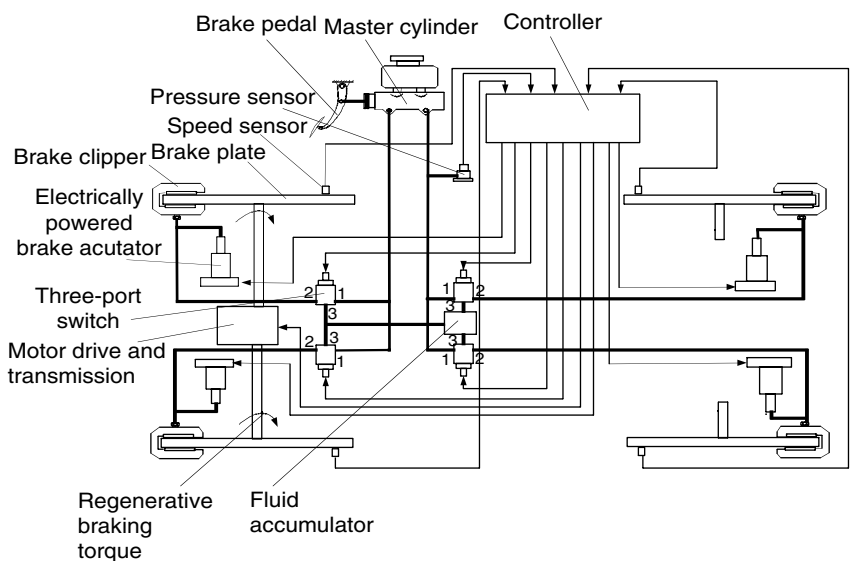 Brake pedal
Master cylinder
Controller
Pressure sensor
Speed sensor
Brake clipper
Brake plate
Electrically
powered
brake acutator
Three-port
switch
Motor drive and
transmission
2 1
3
3
2 1
1 2
3
3
1 2
Regenerative
braking
torque
Fluid
accumulator